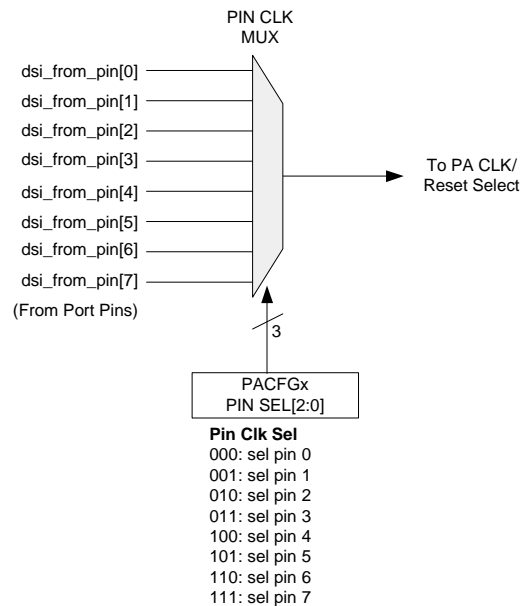 PIN CLK
MUX
dsi_from_pin[0]
dsi_from_pin[1]
dsi_from_pin[2]
dsi_from_pin[3]
dsi_from_pin[4]
dsi_from_pin[5]
dsi_from_pin[6]
dsi_from_pin[7]
(From Port Pins)
To PA CLK/
Reset Select
3
PACFGx
PIN SEL[2:0]
Pin Clk Sel
000: sel pin 0
001: sel pin 1
010: sel pin 2
011: sel pin 3
100: sel pin 4
101: sel pin 5
110: sel pin 6
111: sel pin 7